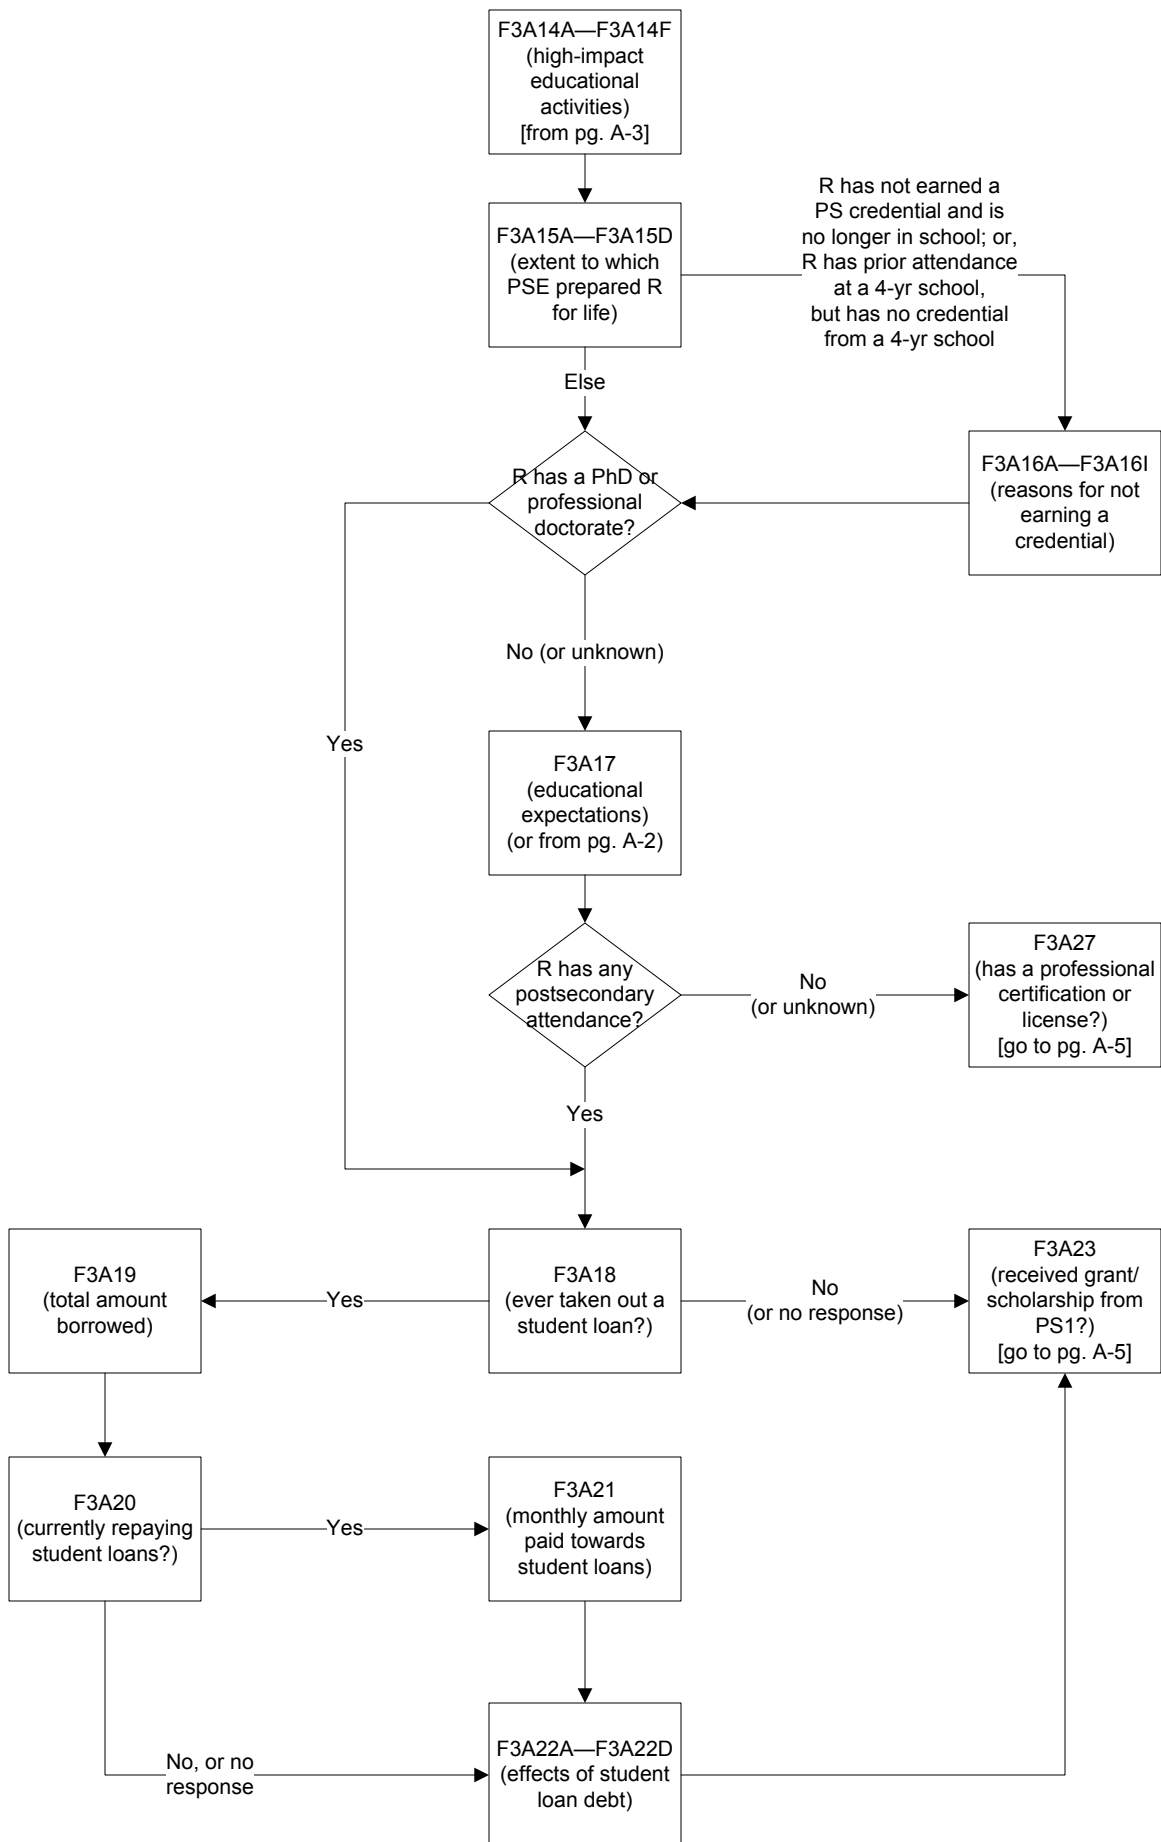 F3A14A—F3A14F
(high-impact
educational
activities)
[from pg. A-3]
F3A15A—F3A15D
(extent to which
PSE prepared R
for life)
R has not earned a
PS credential and is
no longer in school; or,
R has prior attendance
at a 4-yr school,
but has no credential
from a 4-yr school
Else
R has a PhD or
professional
doctorate?
F3A16A—F3A16I
(reasons for not
earning a
credential)
No (or unknown)
Yes
F3A17
(educational
expectations)
(or from pg. A-2)
R has any
postsecondary
attendance?
No
(or unknown)
F3A27
(has a professional
certification or
license?)
[go to pg. A-5]
Yes
F3A19
(total amount
borrowed)
Yes
F3A18
(ever taken out a
student loan?)
No
(or no response)
F3A23
(received grant/
scholarship from
PS1?)
[go to pg. A-5]
F3A20
(currently repaying
student loans?)
Yes
F3A21
(monthly amount
paid towards
student loans)
No, or no
response
F3A22A—F3A22D
(effects of student
loan debt)